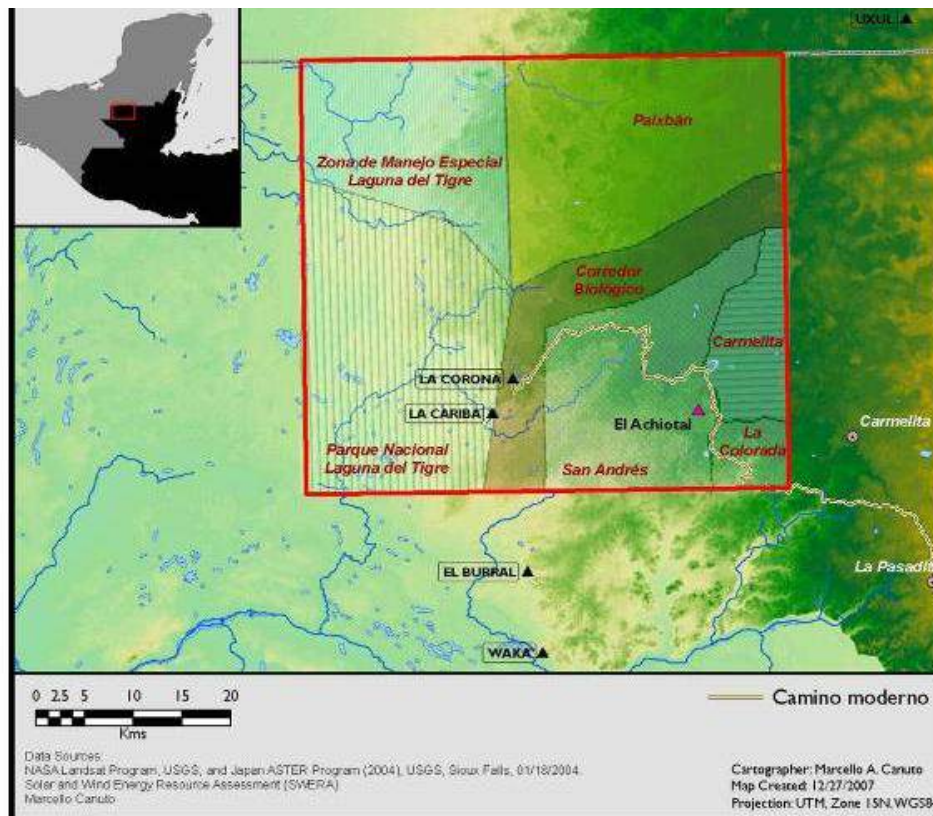 UXUL
Paixbán
Zona de Manejo Especial
Laguna del Tigre
Corredor
Biológico
Carmelita
LA CORONA
LA CARIBA
El Achiotal
La
Colorada
Carmelita
Parque Nacional
Laguna del Tigre
San Andrés
EL BURRAL
La Pasadit
WAKA
0 2.5 5 10 15 20
Kms
Camino moderno
Data Sources:
NASA Landsat Program, USGS, and Japan ASTER Program (2004), USGS, Sioux Falls, 01/18/2004.
Solar and Wind Energy Resource Assessment (SWERA)
Marcello Canuto
Cartographer: Marcello A. Canuto
Map Created: 12/27/2007
Projection: UTM, Zone 15N, WGS8